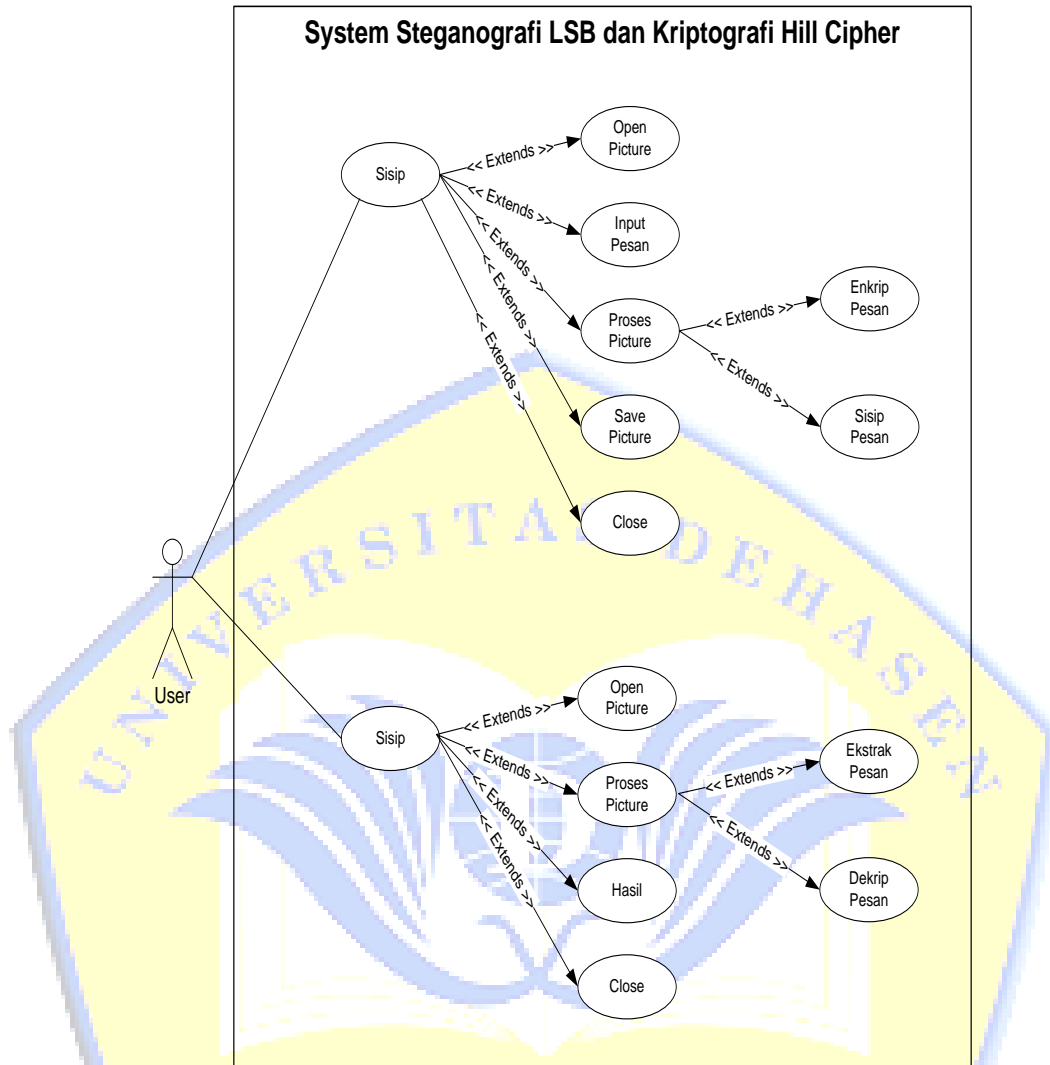 System Steganografi LSB dan Kriptografi Hill Cipher
Sisip
<< Extends >>
Open
Picture
<< Extends >>
Input
Pesan
<< Extends >>
Proses
Picture
<< Extends >>
Enkrip
Pesan
<< Extends >>
Sisip
Pesan
<< Extends >>
Save
Picture
<< Extends >>
Close
User
Sisip
<< Extends >>
Open
Picture
<< Extends >>
Proses
Picture
<< Extends >>
Ekstrak
Pesan
<< Extends >>
Dekrip
Pesan
<< Extends >>
Hasil
<< Extends >>
Close
UNIVERSITAS DEHASEN